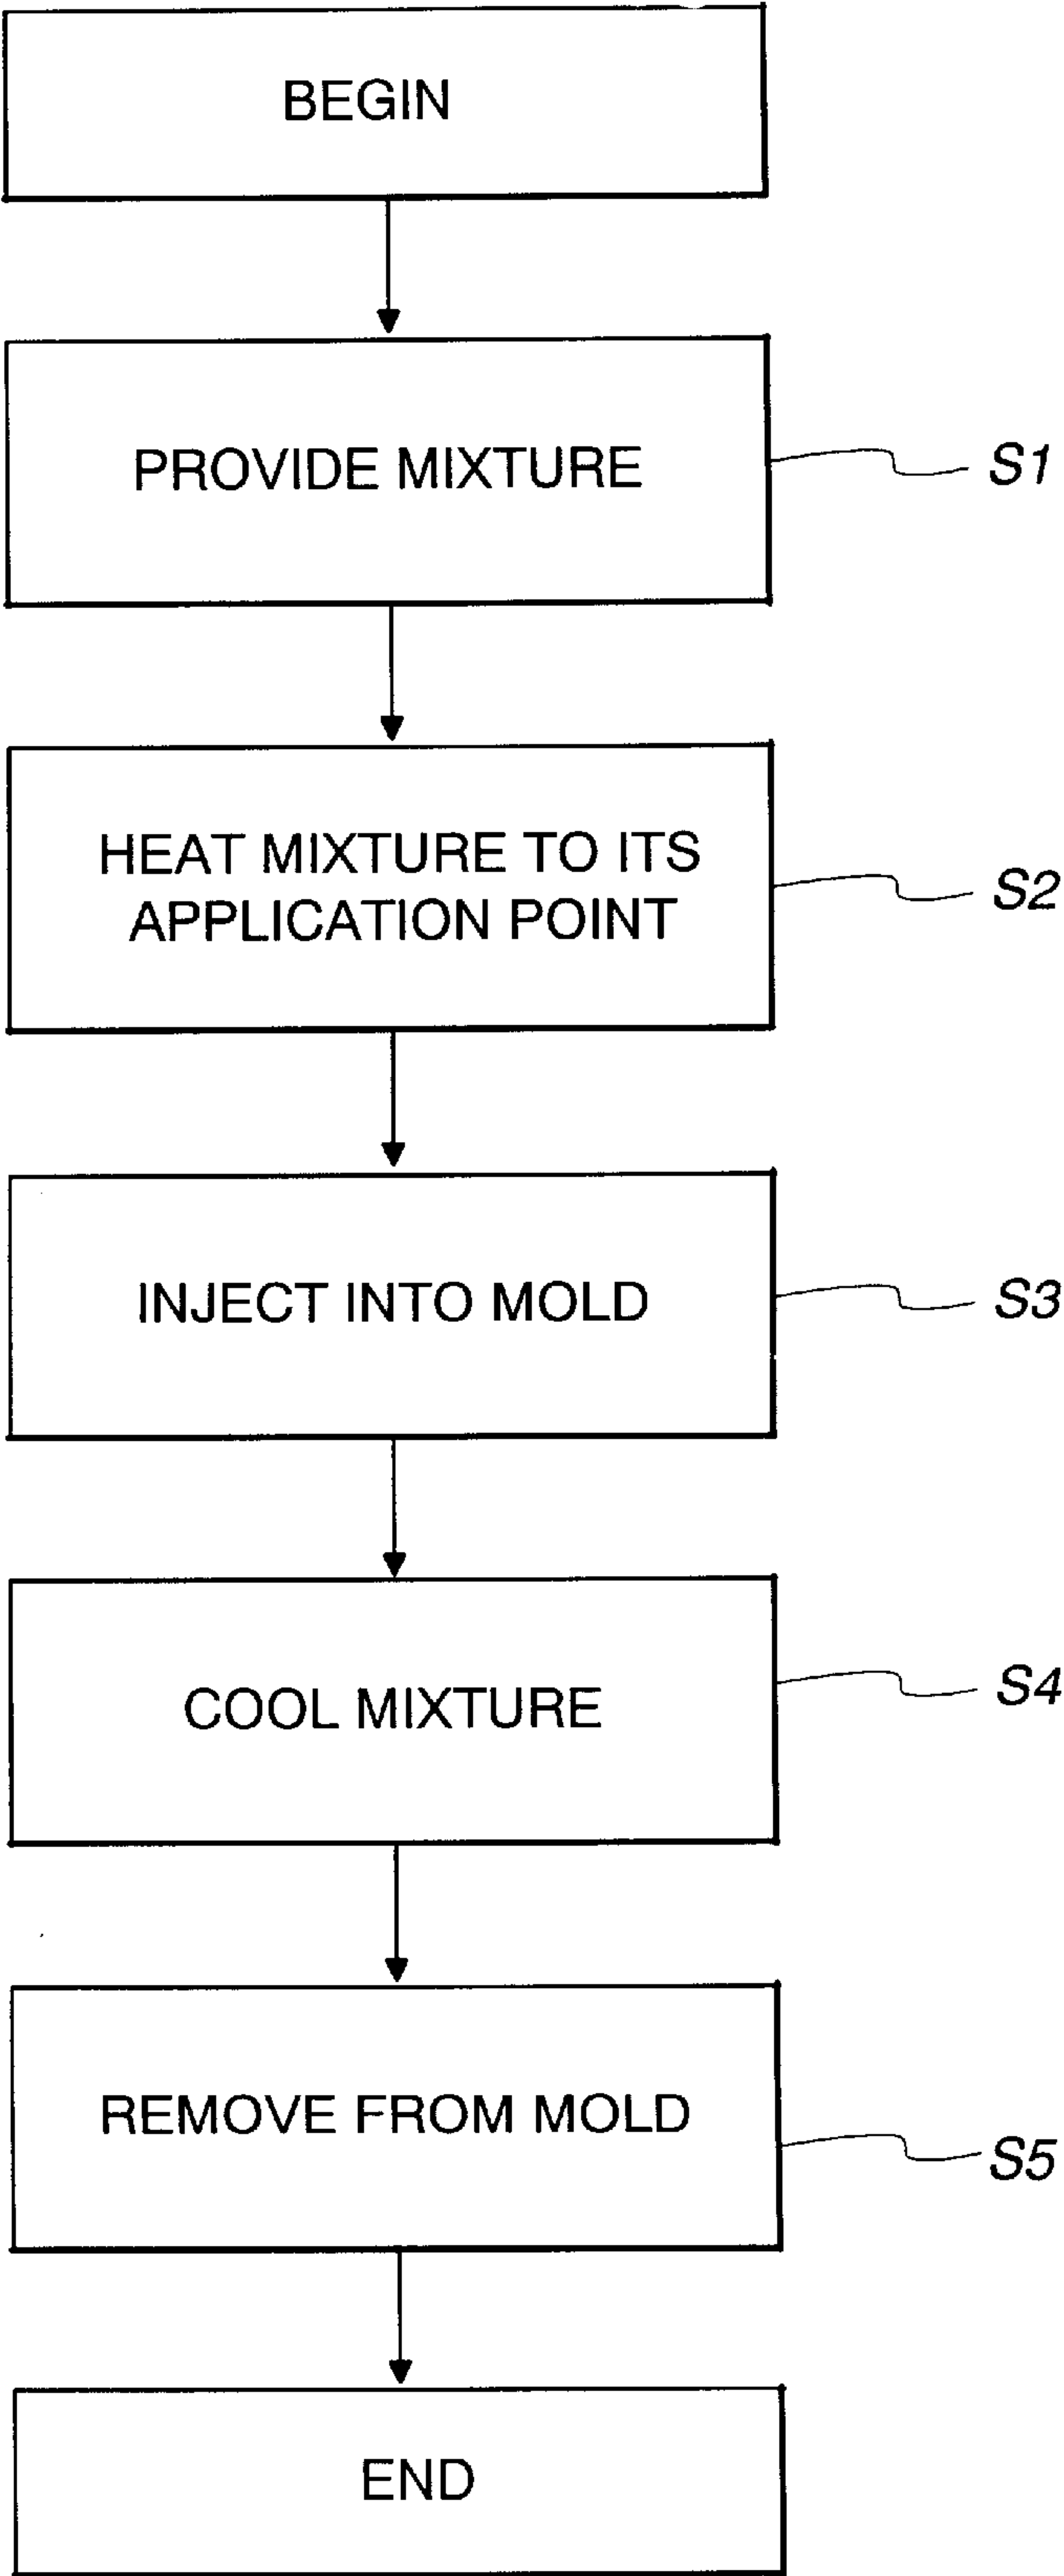 BEGIN
PROVIDE MIXTURE
S1
HEAT MIXTURE TO ITS
APPLICATION POINT
S2
INJECT INTO MOLD
S3
COOL MIXTURE
S4
REMOVE FROM MOLD
S5
END